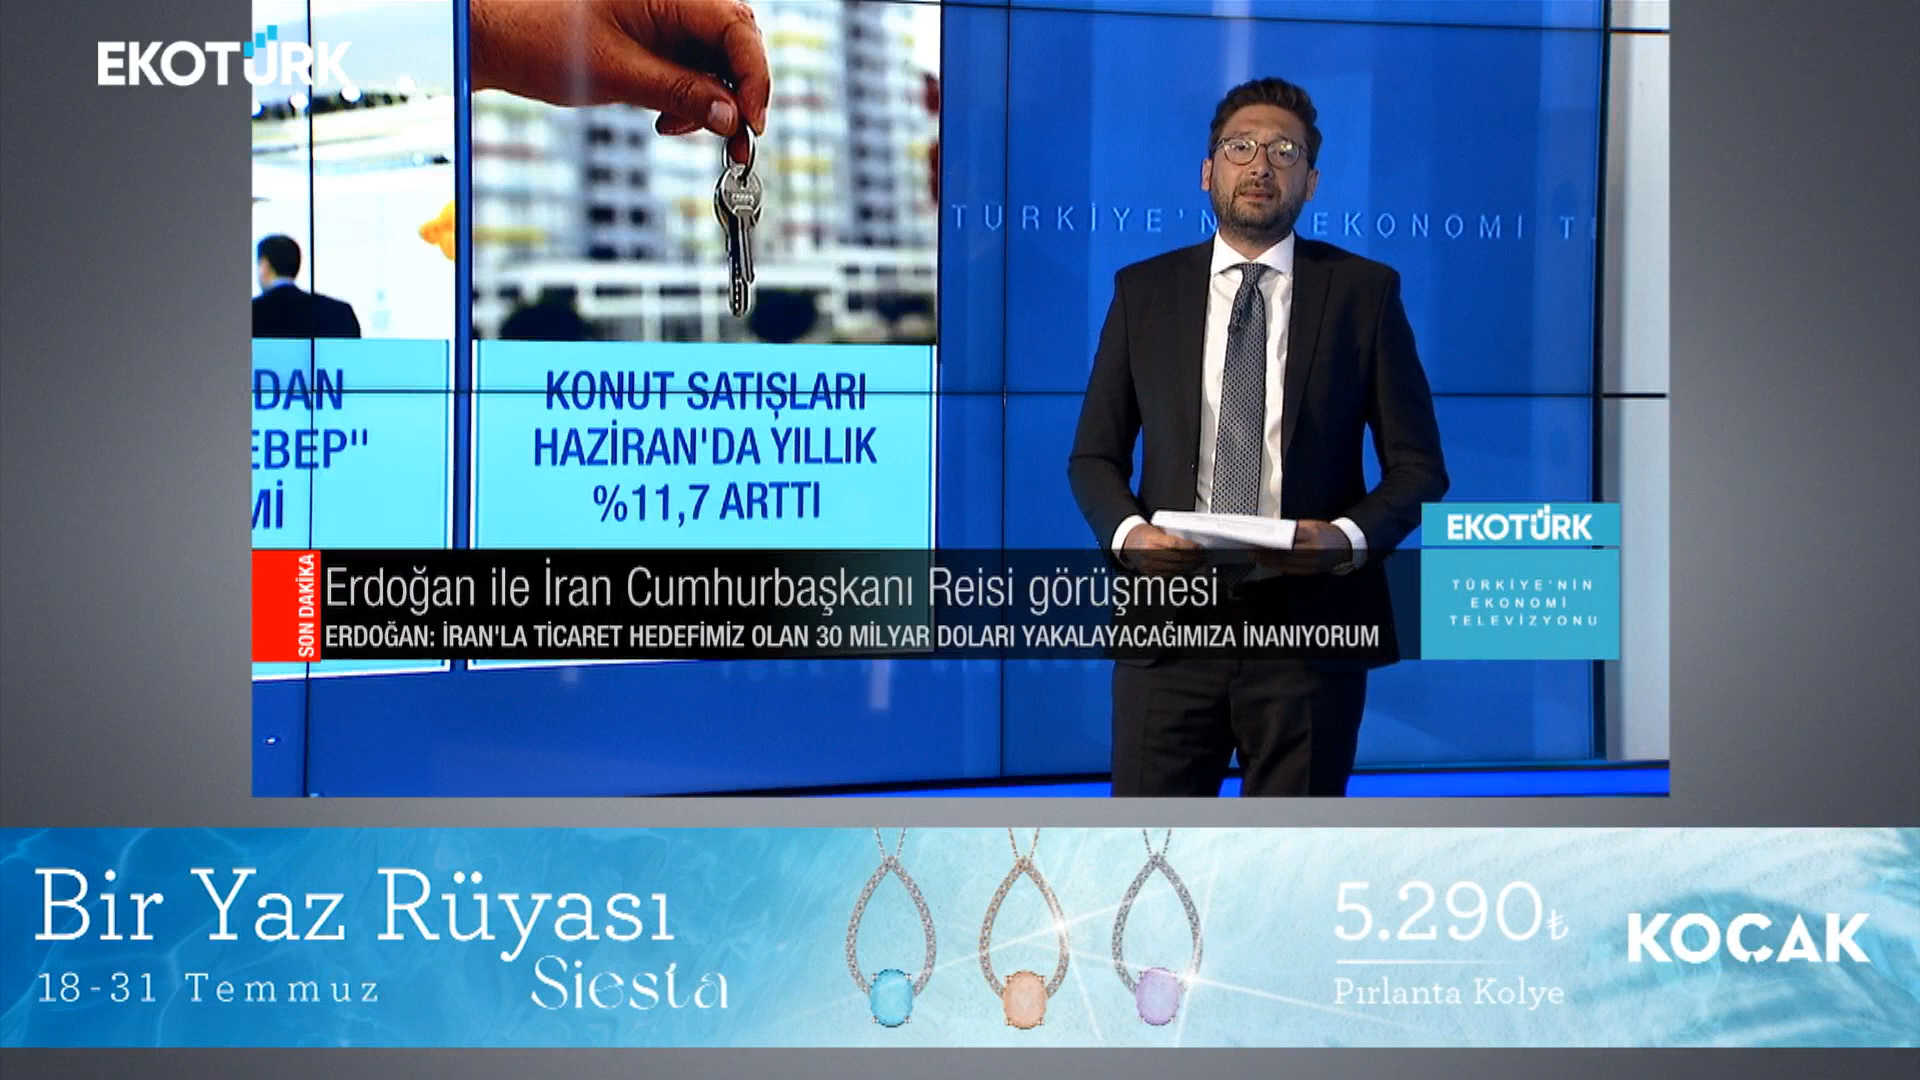 EKOTÜRK
TÜRKİYE'N EKONOMİ TE
DAN
EBEP"
Mİ
KONUT SATIŞLARI
HAZİRAN'DA YILLIK
%11,7 ARTTI
EKOTÜRK
TÜRKİYE'NİN
EKONOMİ
TELEVİZYONU
SON DAKİKA
Erdoğan ile İran Cumhurbaşkanı Reisi görüşmesi
ERDOĞAN: İRAN'LA TİCARET HEDEFİMİZ OLAN 30 MİLYAR DOLARI YAKALAYACAĞIMIZA İNANIYORUM
Bir Yaz Rüyası
Siesta
18-31 Temmuz
5.290₺
Pırlanta Kolye
KOÇAK